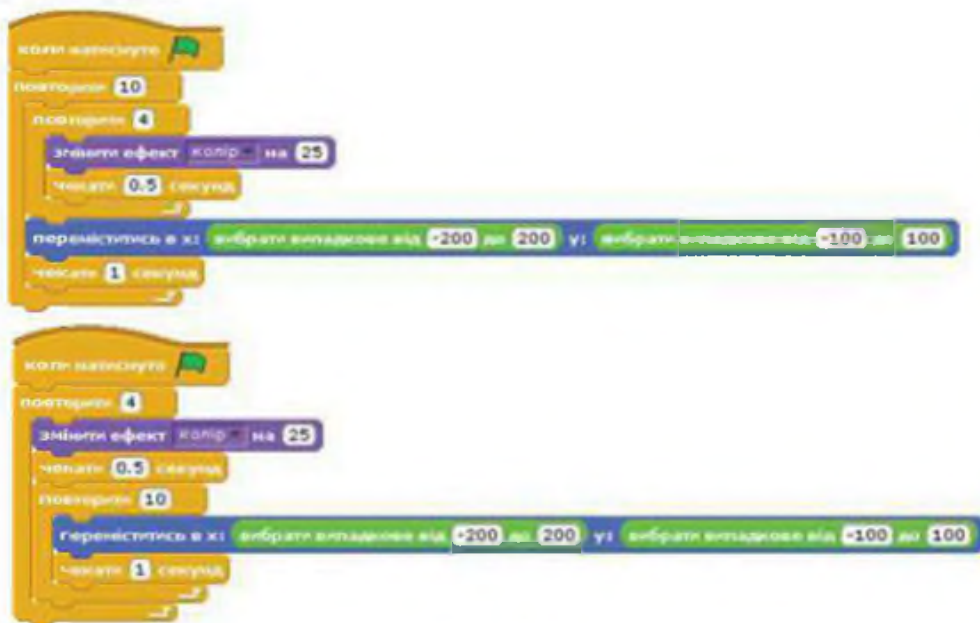 коли натиснуто
повторити 10
повторити 4
змінити ефект колір на 25
чекати 0.5 секунд
переміститись в x: вибрати випадкове від -200 до 200 y: вибрати випадкове від -100 до 100
чекати 1 секунд
коли натиснуто
повторити 4
змінити ефект колір на 25
чекати 0.5 секунд
повторити 10
переміститись в x: вибрати випадкове від -200 до 200 y: вибрати випадкове від -100 до 100
чекати 1 секунд